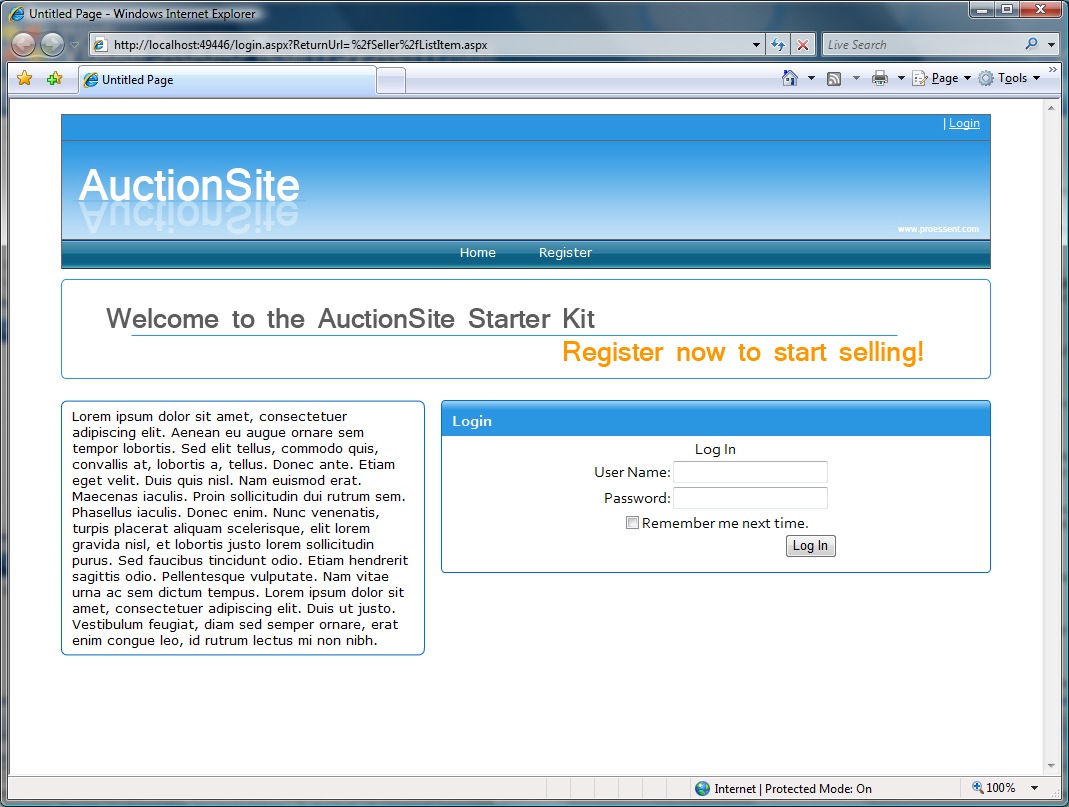 Untitled Page - Windows Internet Explorer
http://localhost:49446/login.aspx?ReturnUrl=%2fSeller%2fListItem.aspx
Live Search
Untitled Page
Page
Tools
| Login
AuctionSite
www.proessent.com
Home Register
Welcome to the AuctionSite Starter Kit
Register now to start selling!
Lorem ipsum dolor sit amet, consectetuer
adipiscing elit. Aenean eu augue ornare sem
tempor lobortis. Sed elit tellus, commodo quis,
convallis at, lobortis a, tellus. Donec ante. Etiam
eget velit. Duis quis nisl. Nam euismod erat.
Maecenas iaculis. Proin sollicitudin dui rutrum sem.
Phasellus iaculis. Donec enim. Nunc venenatis,
turpis placerat aliquam scelerisque, elit lorem
gravida nisl, et lobortis justo lorem sollicitudin
purus. Sed faucibus tincidunt odio. Etiam hendrerit
sagittis odio. Pellentesque vulputate. Nam vitae
urna ac sem dictum tempus. Lorem ipsum dolor sit
amet, consectetuer adipiscing elit. Duis ut justo.
Vestibulum feugiat, diam sed semper ornare, erat
enim congue leo, id rutrum lectus mi non nibh.
Login
Log In
User Name:
Password:
Remember me next time.
Log In
Internet | Protected Mode: On
100%